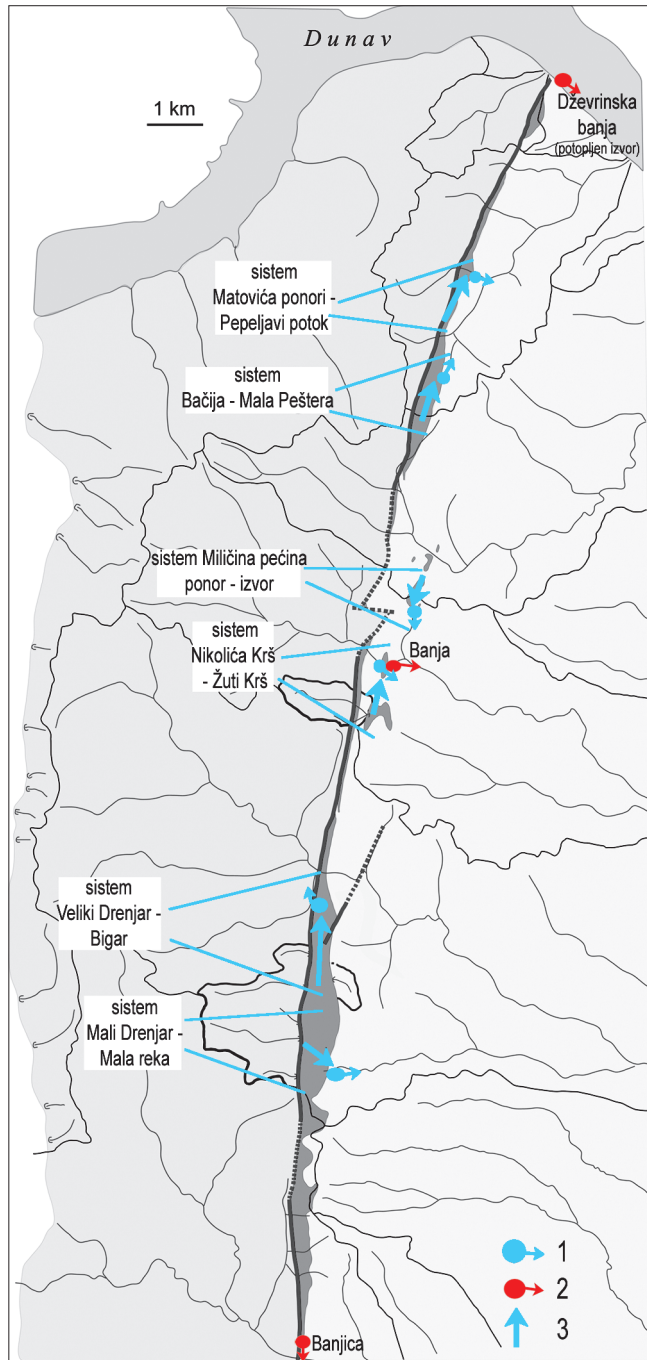 Dunav
1 km
Dževrinska
banja
(potopljen izvor)
sistem
Matovića ponori -
Pepeljavi potok
sistem
Bačija - Mala Peštera
sistem Miličina pećina
ponor - izvor
sistem
Nikolića Krš
- Žuti Krš
Banja
sistem
Veliki Drenjar -
Bigar
sistem
Mali Drenjar -
Mala reka
1
2
3
Banjica